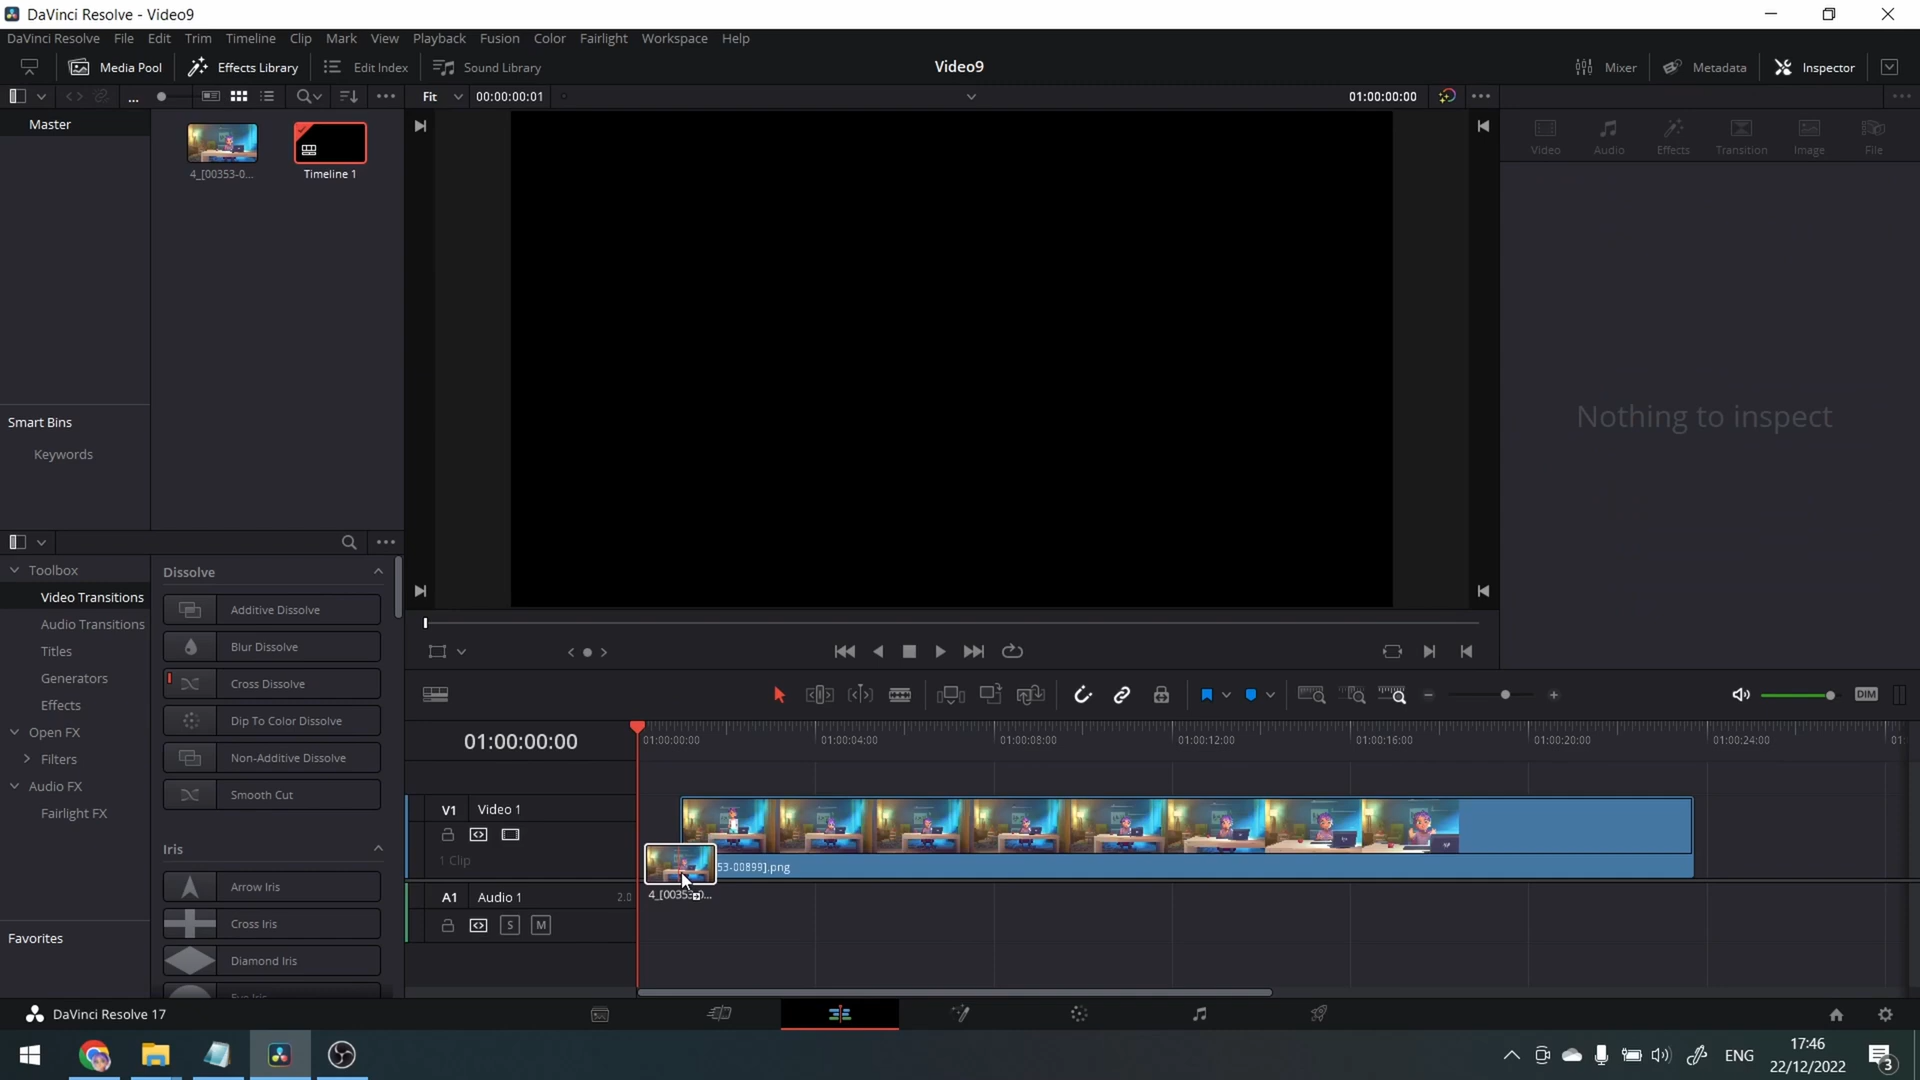 DaVinci Resolve - Video9
DaVinci Resolve File Edit Trim Timeline Clip Mark View Playback Fusion Color Fairlight Workspace Help
Media Pool Effects Library Edit Index Sound Library Video9 Mixer Metadata Inspector
... Fit 00:00:00:01 01:00:00:00
Master
4_[00353-0...
Timeline 1
Video Audio Effects Transition Image File
Nothing to inspect
Smart Bins
Keywords
Toolbox
Video Transitions
Audio Transitions
Titles
Generators
Effects
Open FX
Filters
Audio FX
Fairlight FX
Favorites
Dissolve
Additive Dissolve
Blur Dissolve
Cross Dissolve
Dip To Color Dissolve
Non-Additive Dissolve
Smooth Cut
Iris
Arrow Iris
Cross Iris
Diamond Iris
DIM
01:00:00:00
01:00:00:00 01:00:04:00 01:00:08:00 01:00:12:00 01:00:16:00 01:00:20:00 01:00:24:00
V1 Video 1
1 Clip
53-00899].png
A1 Audio 1 2.0
S M
DaVinci Resolve 17
ENG
17:46
22/12/2022
3